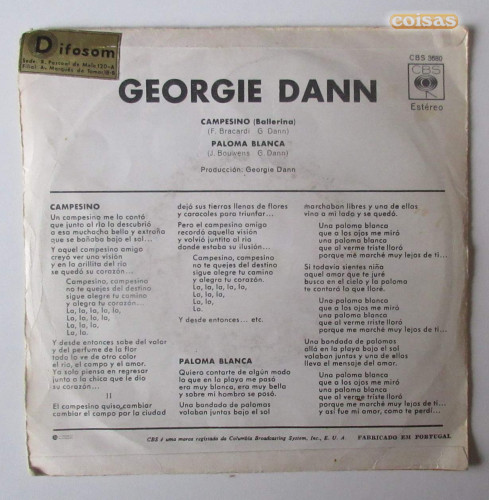 coisas
Difosom
Sede: R. Passos de Melo, 120-A
CBS 3880
CBS
Estéreo
GEORGIE DANN
CAMPESINO (Ballerina)
(F. Bracardi G. Dann)
PALOMA BLANCA
(J. Bouwens G. Dann)
Producción: Georgie Dann
CAMPESINO
Un campesino me lo contó
que junto al río la descubrió
a esa muchacha bella y extraña
que se bañaba bajo el sol...
Y aquel campesino amigo
creyó ver una visión
y en la orillita del río
se quedó su corazón...
Campesino, campesino
no te quejes del destino
sigue alegre tu camino
y alegra tu corazón...
La, la, la, la,
La, la, la, la,
La, la, la,
La.
Y desde entonces sabe del valor
y del perfume de la flor
todo lo ve de otro color
el río, el campo y el amor.
Ya solo piensa en regresar
junto a la chica que le dio
su corazón...
II
El campesino quiso cambiar
cambiar el campo por la ciudad
dejó sus tierras llenas de flores
y caracoles para triunfar...
Pero el campesino amigo
recordó aquella visión
y volvió juntito al río
donde estaba su ilusión...
Campesino, campesino
no te quejes del destino
sigue alegre tu camino
y alegra tu corazón...
La, la, la, la, la,
La, la, la, la,
La, la, la,
La.
Y desde entonces... etc.
PALOMA BLANCA
Quiero contarte de algún modo
lo que en la playa me pasó
era muy blanca, era muy bella
y sobre mi hombro se posó.
Una bandada de palomas
volaban juntas bajo el sol
marchaban libres y una de ellas
vino a mi lado y se quedó.
Una paloma blanca
que a los ojos me miró
una paloma blanca
que al verme triste lloró
porque me marché muy lejos de ti...
Si todavía sientes niña
aquel amor que te juré
busca en el cielo y la paloma
te contará lo que lloré.
Una paloma blanca
que a los ojos me miró
una paloma blanca
que al verme triste lloró
porque me marché muy lejos de ti...
Una bandada de palomas
allá en la playa bajo el sol
volaban juntas y una de ellas
lleva el mensaje del amor.
Una paloma blanca
que a los ojos me miró
una paloma blanca
que al verme triste lloró
porque me marché muy lejos de ti...
y así fue mi amor, como te perdí...
CBS é uma marca registada de Columbia Broadcasting System, Inc., E. U. A. FABRICADO EM PORTUGAL